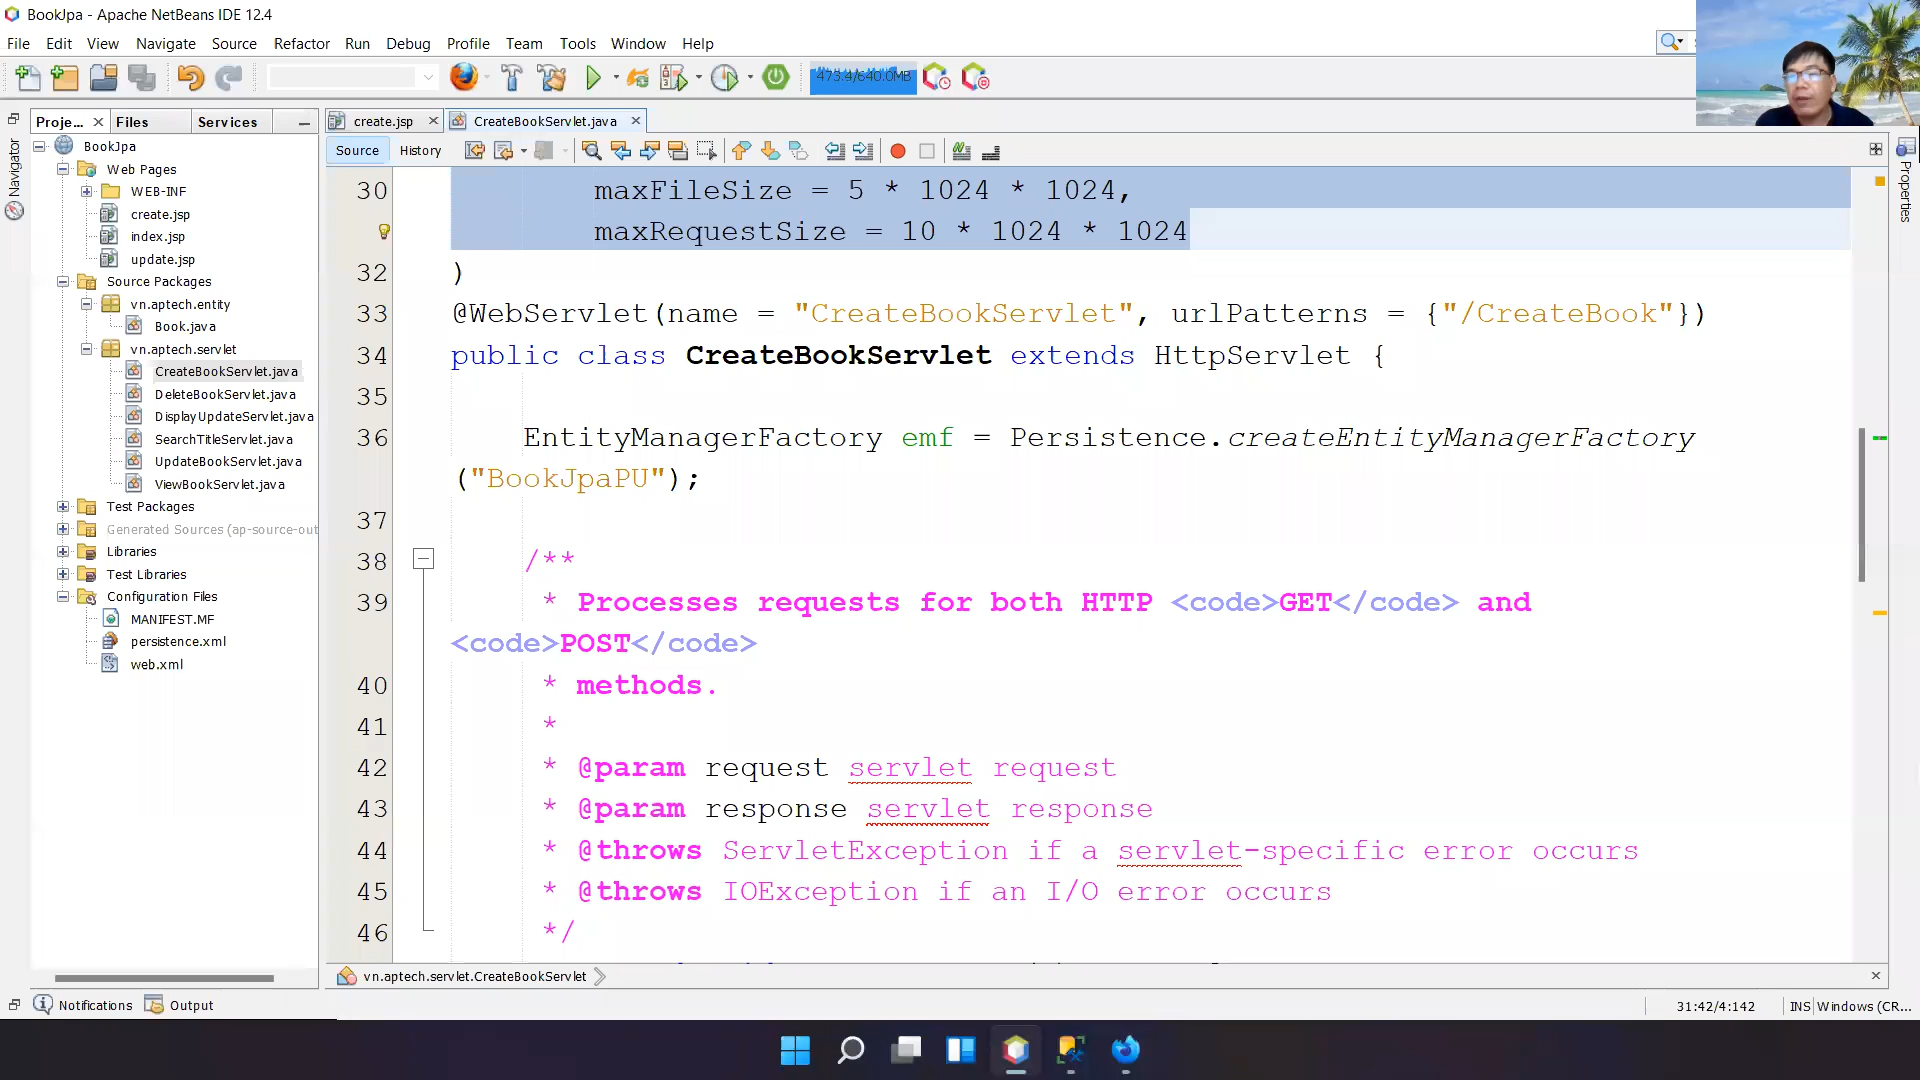 BookJpa - Apache NetBeans IDE 12.4
File Edit View Navigate Source Refactor Run Debug Profile Team Tools Window Help
473.4/640.0MB
Proje... Files Services
create.jsp CreateBookServlet.java
Source History
Navigator
Properties
BookJpa
Web Pages
WEB-INF
create.jsp
index.jsp
update.jsp
Source Packages
vn.aptech.entity
Book.java
vn.aptech.servlet
CreateBookServlet.java
DeleteBookServlet.java
DisplayUpdateServlet.java
SearchTitleServlet.java
UpdateBookServlet.java
ViewBookServlet.java
Test Packages
Generated Sources (ap-source-out
Libraries
Test Libraries
Configuration Files
MANIFEST.MF
persistence.xml
web.xml
30 maxFileSize = 5 * 1024 * 1024,
maxRequestSize = 10 * 1024 * 1024
32 )
33 @WebServlet(name = "CreateBookServlet", urlPatterns = {"/CreateBook"})
34 public class CreateBookServlet extends HttpServlet {
35
36 EntityManagerFactory emf = Persistence.createEntityManagerFactory
("BookJpaPU");
37
38 /**
39 * Processes requests for both HTTP <code>GET</code> and
<code>POST</code>
40 * methods.
41 *
42 * @param request servlet request
43 * @param response servlet response
44 * @throws ServletException if a servlet-specific error occurs
45 * @throws IOException if an I/O error occurs
46 */
vn.aptech.servlet.CreateBookServlet
Notifications Output
31:42/4:142 INS Windows (CR...